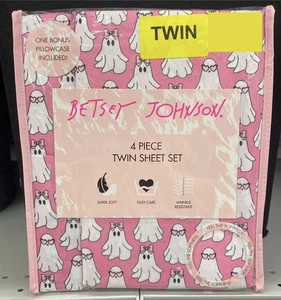 TWIN
ONE BONUS
PILLOWCASE
INCLUDED!
BETSEY JOHNSON.
4 PIECE
TWIN SHEET SET
SUPER SOFT
EASY CARE
WRINKLE
RESISTANT